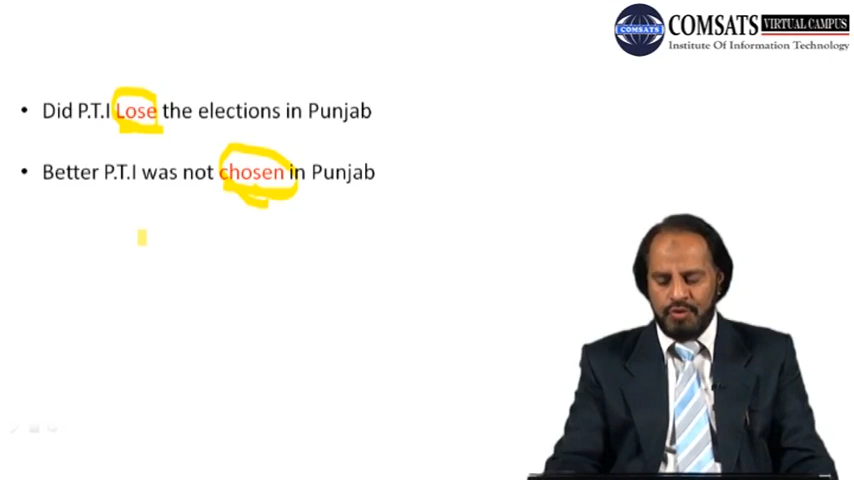 COMSATS VIRTUAL CAMPUS
COMSATS
Institute Of Information Technology
• Did P.T.I Lose the elections in Punjab
• Better P.T.I was not chosen in Punjab